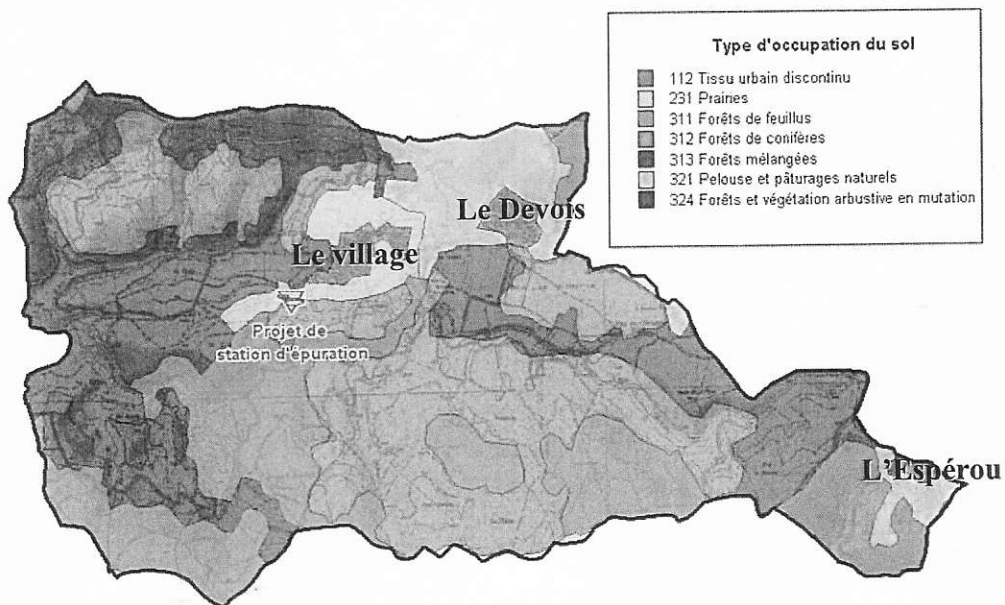 Type d'occupation du sol
112 Tissu urbain discontinu
231 Prairies
311 Forêts de feuillus
312 Forêts de conifères
313 Forêts mélangées
321 Pelouse et pâturages naturels
324 Forêts et végétation arbustive en mutation
Le Devois
Le village
Projet de
station d'épuration
L'Espérou